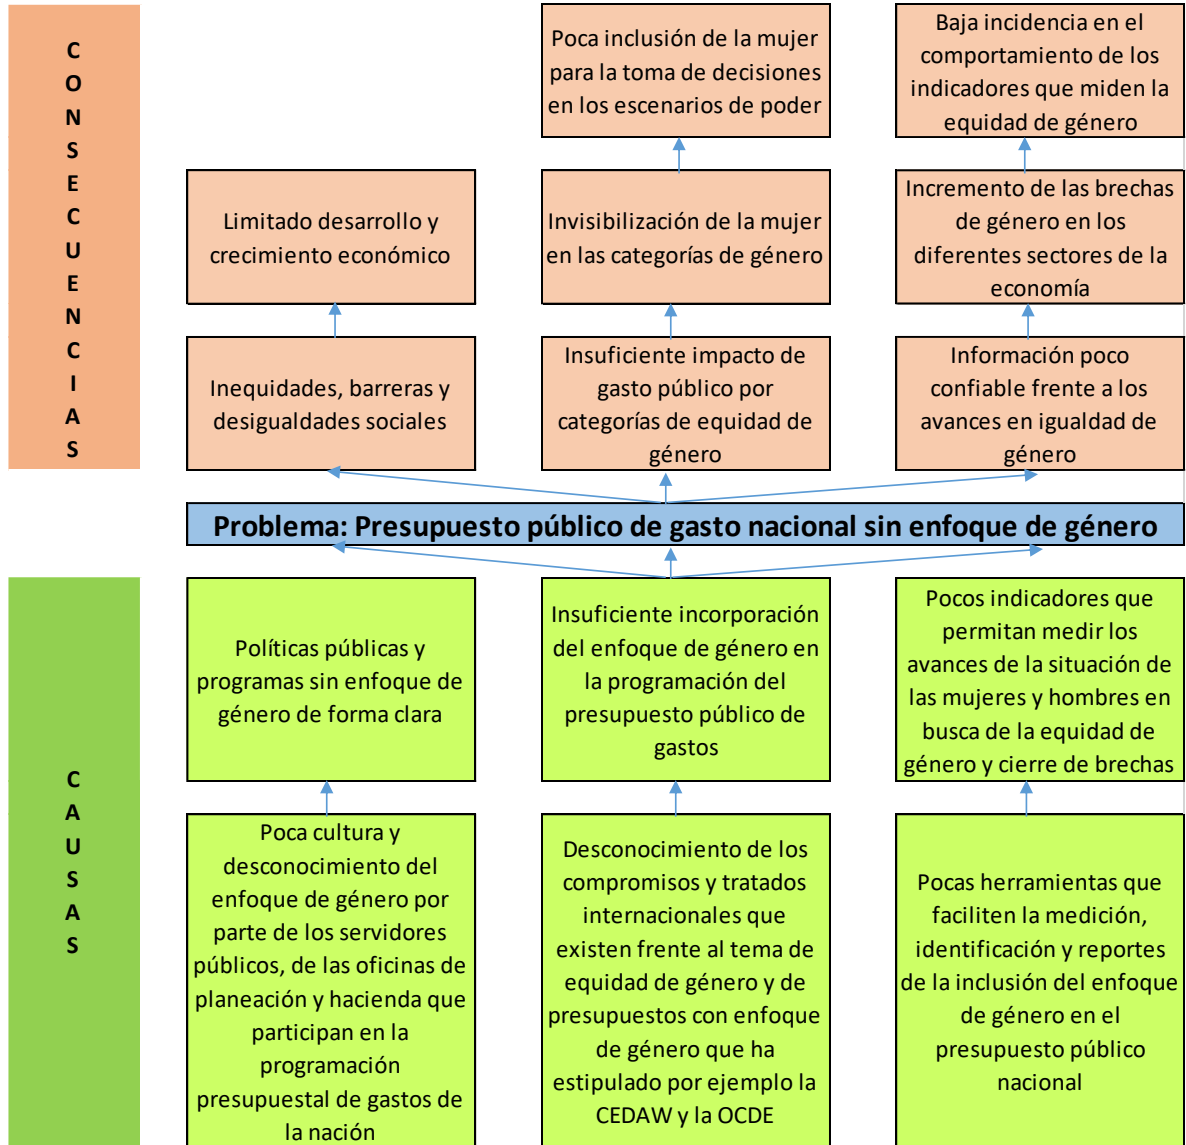 CONSECUENCIAS
Poca inclusión de la mujer
para la toma de decisiones
en los escenarios de poder
Baja incidencia en el
comportamiento de los
indicadores que miden la
equidad de género
Limitado desarrollo y
crecimiento económico
Invisibilización de la mujer
en las categorías de género
Incremento de las brechas
de género en los
diferentes sectores de la
economía
Inequidades, barreras y
desigualdades sociales
Insuficiente impacto de
gasto público por
categorías de equidad de
género
Información poco
confiable frente a los
avances en igualdad de
género
Problema: Presupuesto público de gasto nacional sin enfoque de género
CAUSAS
Políticas públicas y
programas sin enfoque de
género de forma clara
Insuficiente incorporación
del enfoque de género en
la programación del
presupuesto público de
gastos
Pocos indicadores que
permitan medir los
avances de la situación de
las mujeres y hombres en
busca de la equidad de
género y cierre de brechas
Poca cultura y
desconocimiento del
enfoque de género por
parte de los servidores
públicos, de las oficinas de
planeación y hacienda que
participan en la
programación
presupuestal de gastos de
la nación
Desconocimiento de los
compromisos y tratados
internacionales que
existen frente al tema de
equidad de género y de
presupuestos con enfoque
de género que ha
estipulado por ejemplo la
CEDAW y la OCDE
Pocas herramientas que
faciliten la medición,
identificación y reportes
de la inclusión del enfoque
de género en el
presupuesto público
nacional